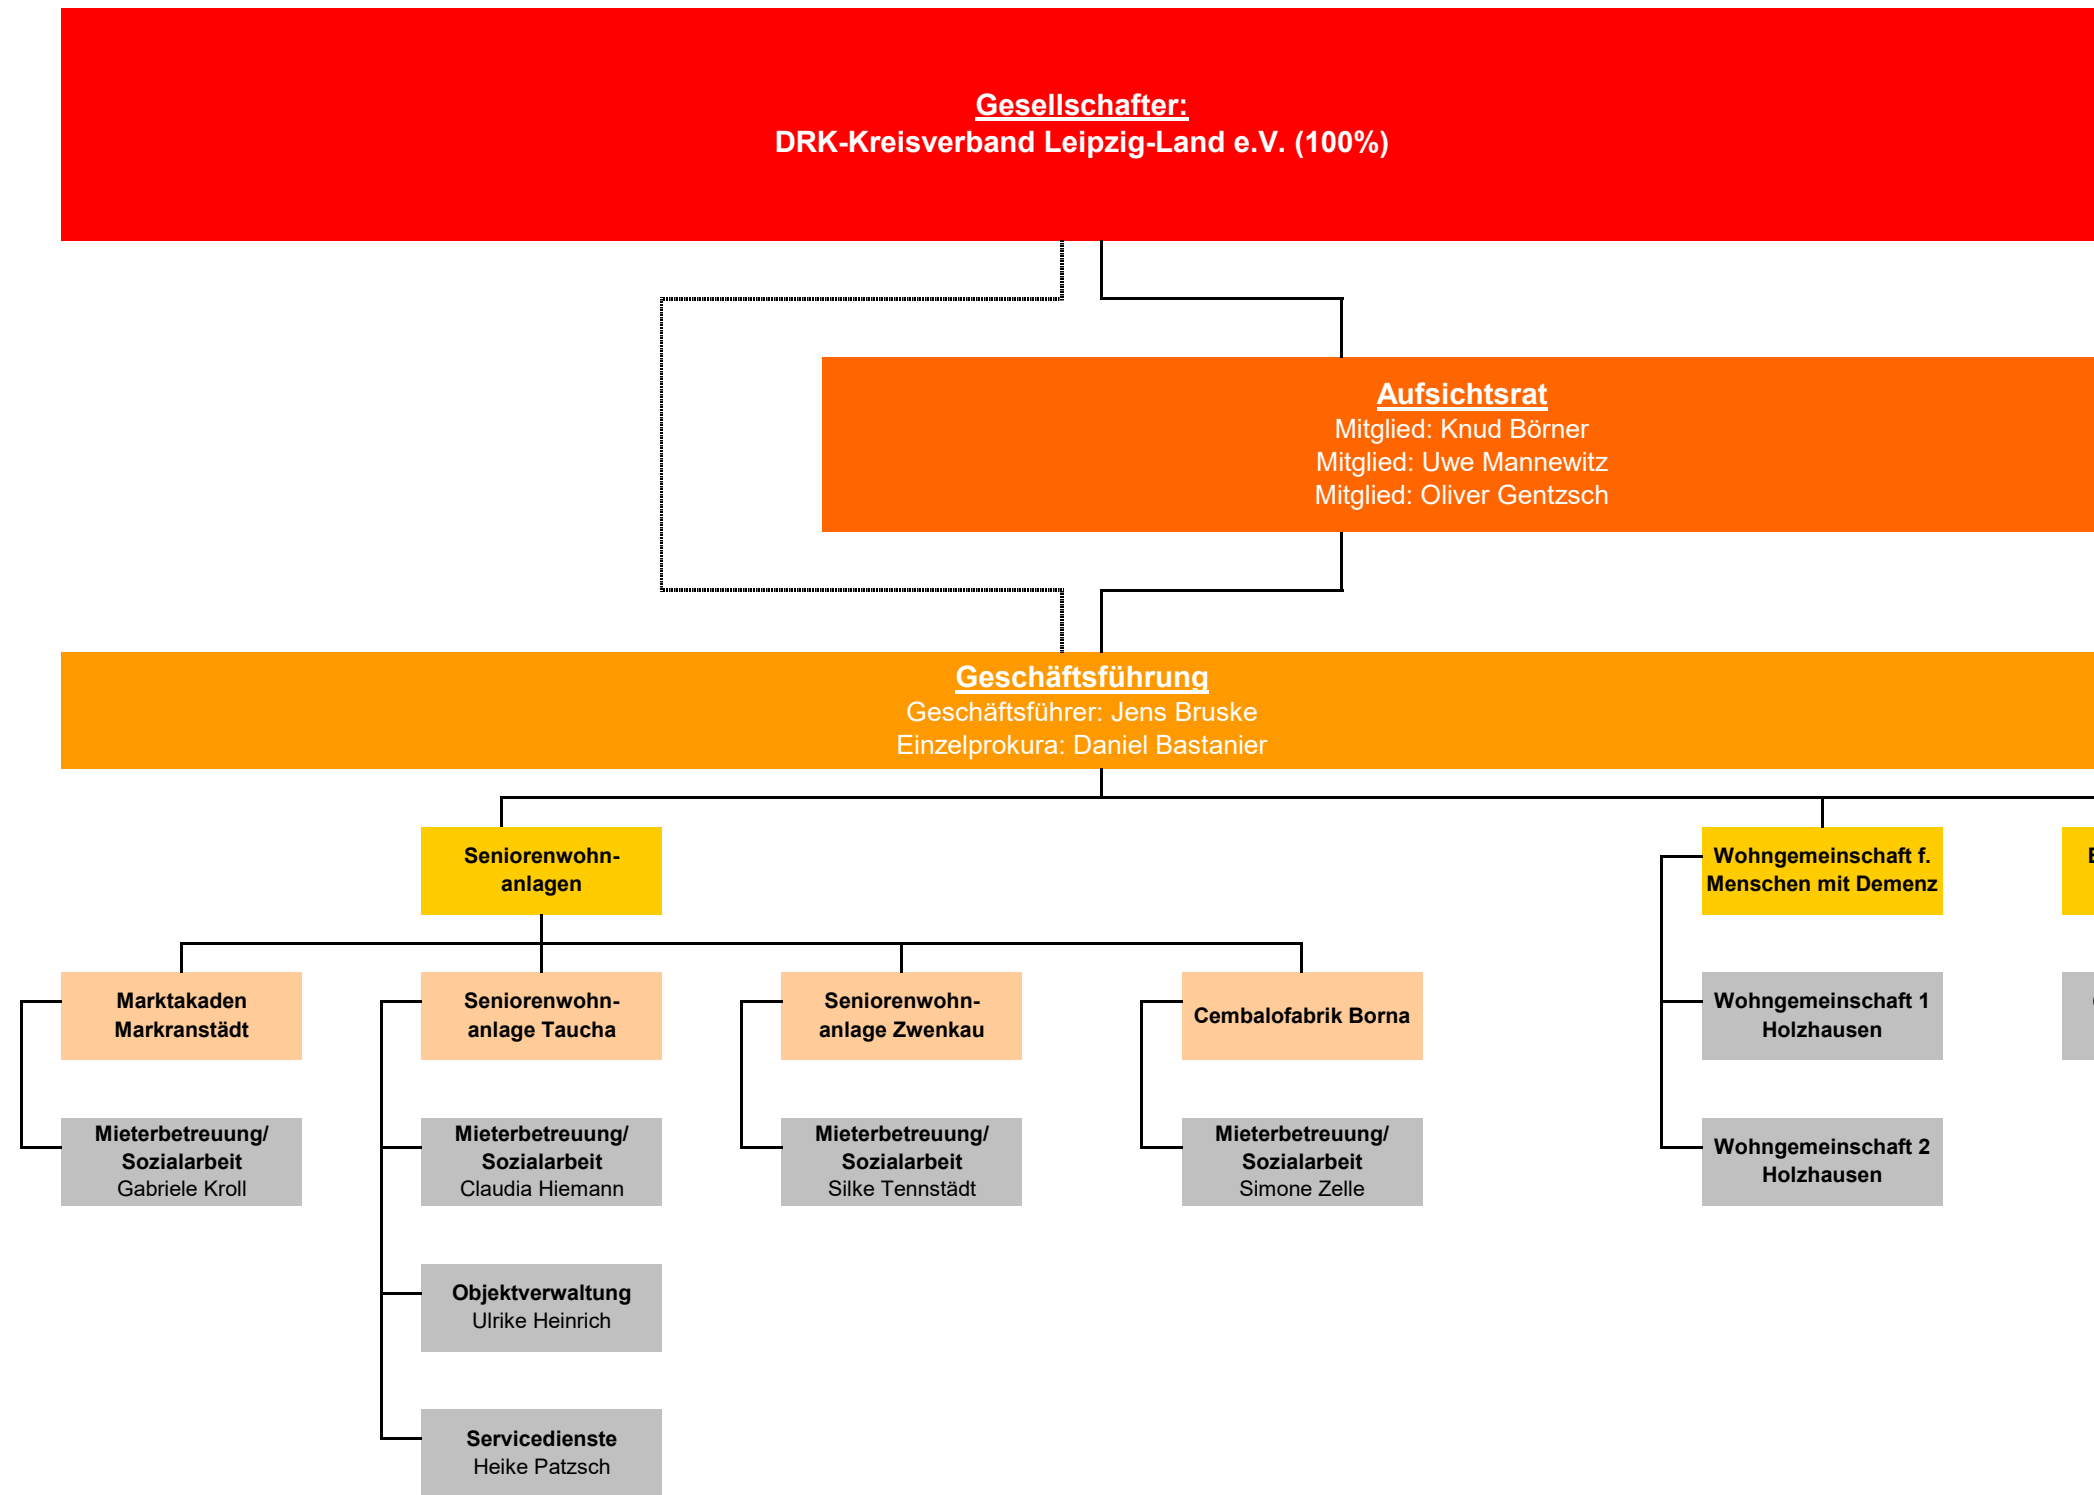 Gesellschafter:
DRK-Kreisverband Leipzig-Land e.V. (100%)
Aufsichtsrat
Mitglied: Knud Börner
Mitglied: Uwe Mannewitz
Mitglied: Oliver Gentzsch
Geschäftsführung
Geschäftsführer: Jens Bruske
Einzelprokura: Daniel Bastanier
Seniorenwohn-
anlagen
Wohngemeinschaft f.
Menschen mit Demenz
Marktakaden
Markranstädt
Seniorenwohn-
anlage Taucha
Seniorenwohn-
anlage Zwenkau
Cembalofabrik Borna
Wohngemeinschaft 1
Holzhausen
Mieterbetreuung/
Sozialarbeit
Gabriele Kroll
Mieterbetreuung/
Sozialarbeit
Claudia Hiemann
Mieterbetreuung/
Sozialarbeit
Silke Tennstädt
Mieterbetreuung/
Sozialarbeit
Simone Zelle
Wohngemeinschaft 2
Holzhausen
Objektverwaltung
Ulrike Heinrich
Servicedienste
Heike Patzsch